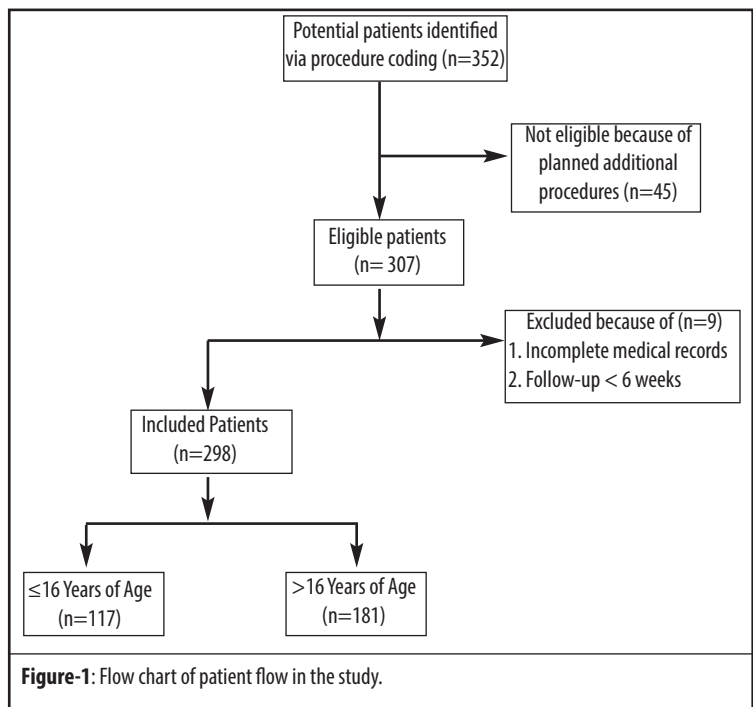 Potential patients identified
via procedure coding (n=352)
Not eligible because of
planned additional
procedures (n=45)
Eligible patients
(n= 307)
Excluded because of (n=9)
1. Incomplete medical records
2. Follow-up < 6 weeks
Included Patients
(n=298)
≤16 Years of Age
(n=117)
>16 Years of Age
(n=181)
Figure-1: Flow chart of patient flow in the study.